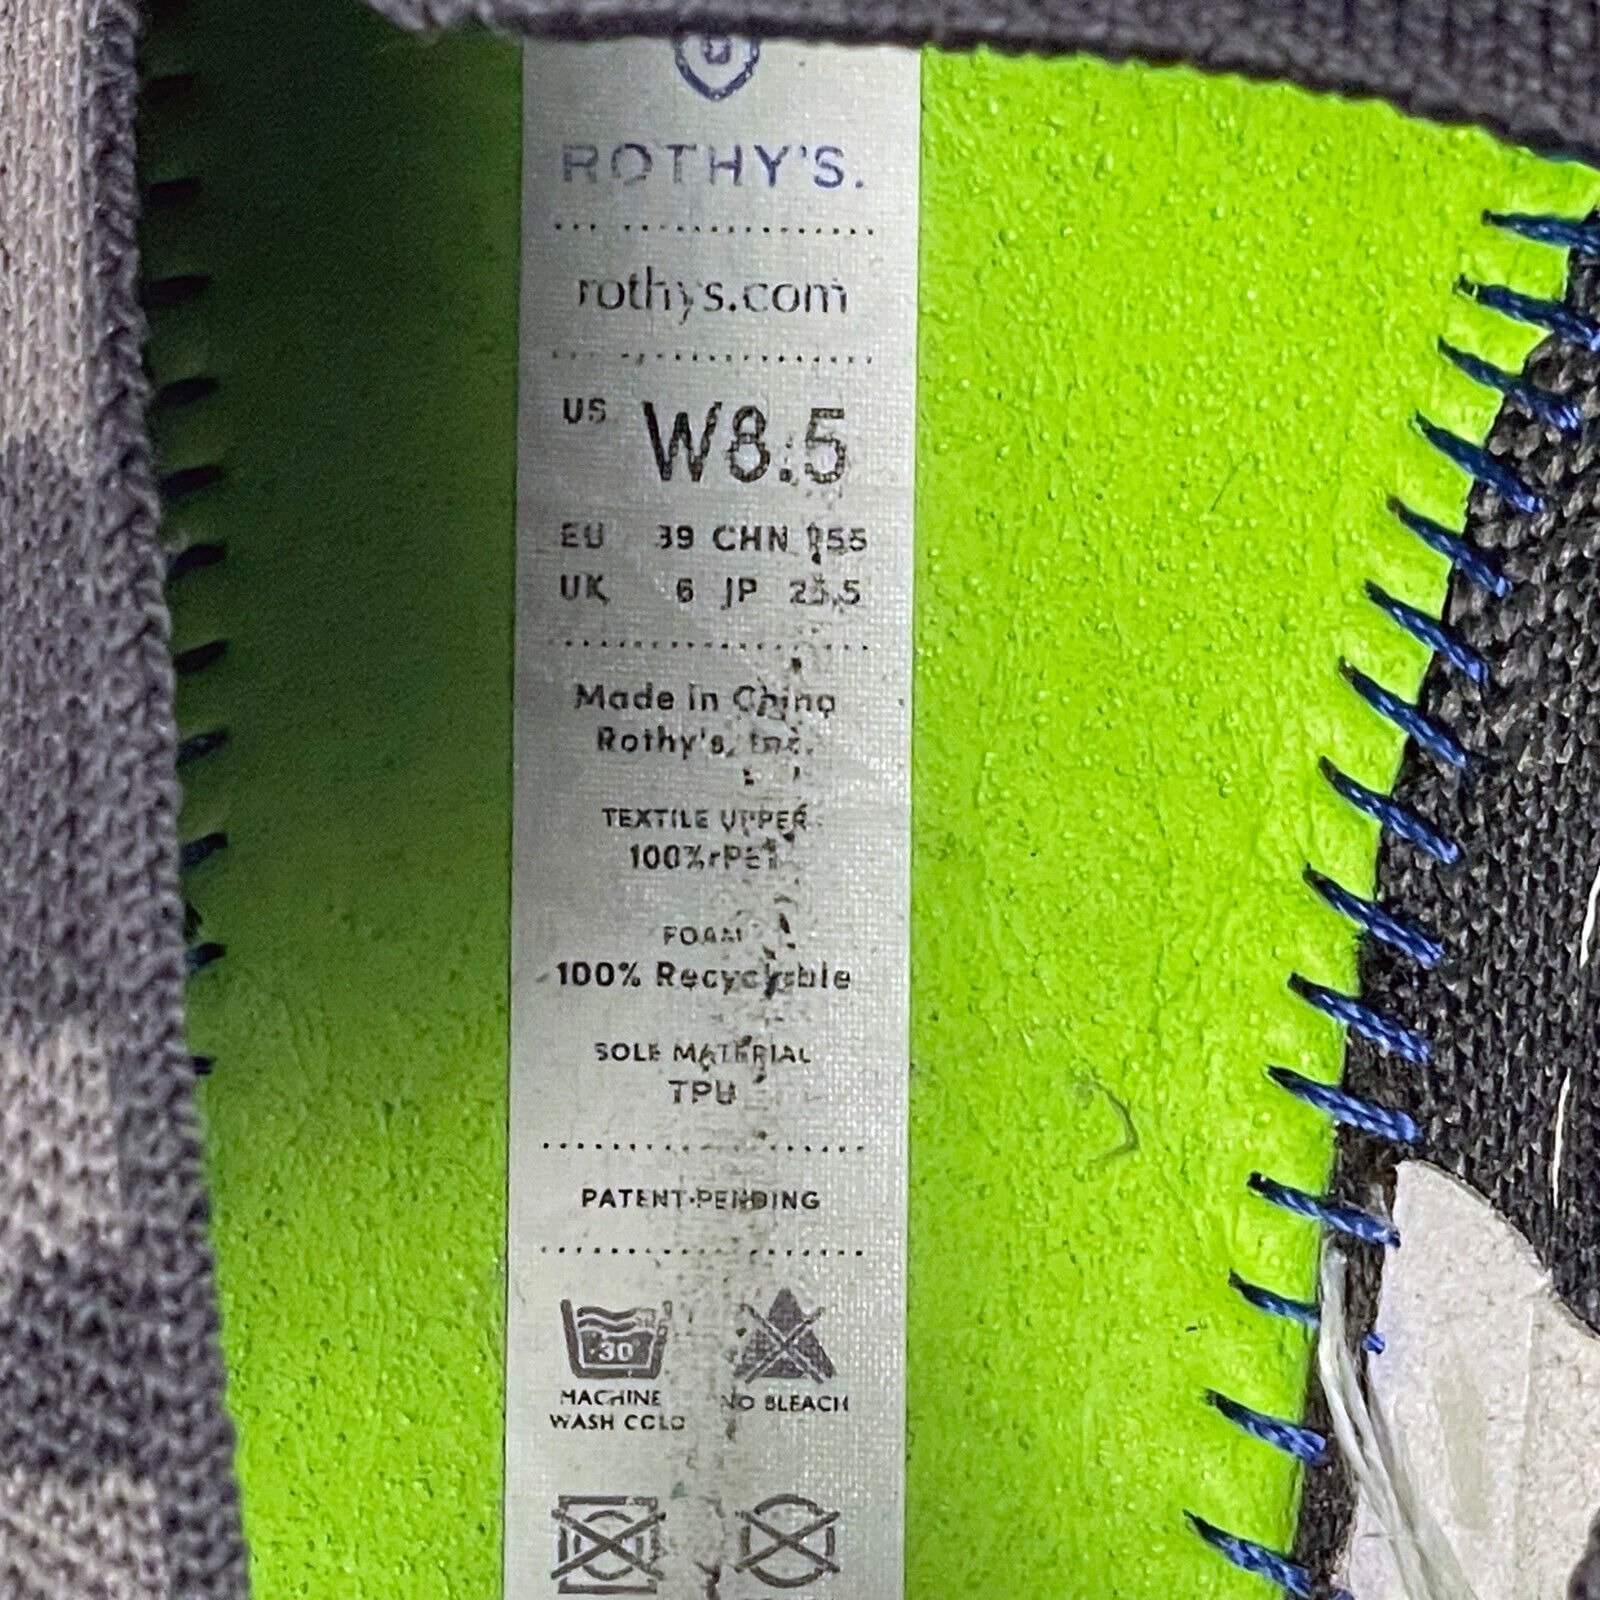 ROTHY'S.
rothys.com
US W8.5
EU 39 CHN 255
UK 6 JP 25.5
Made in China
Rothy's, Inc.
TEXTILE UPPER
100%rPET
FOAM
100% Recyclable
SOLE MATERIAL
TPU
PATENT-PENDING
30
MACHINE
WASH COLD
NO BLEACH